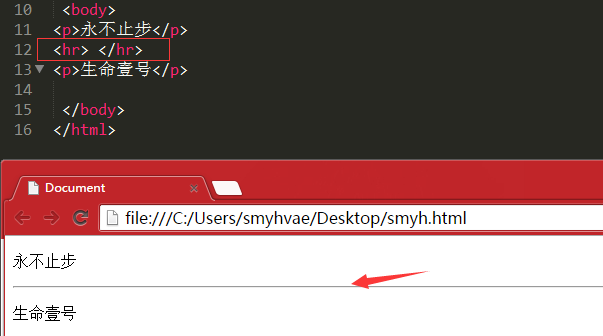 10 <body>
11 <p>永不止步</p>
12 <hr> </hr>
13 <p>生命壹号</p>
14
15 </body>
16 </html>
Document
file:///C:/Users/smyhvae/Desktop/smyh.html
永不止步
生命壹号